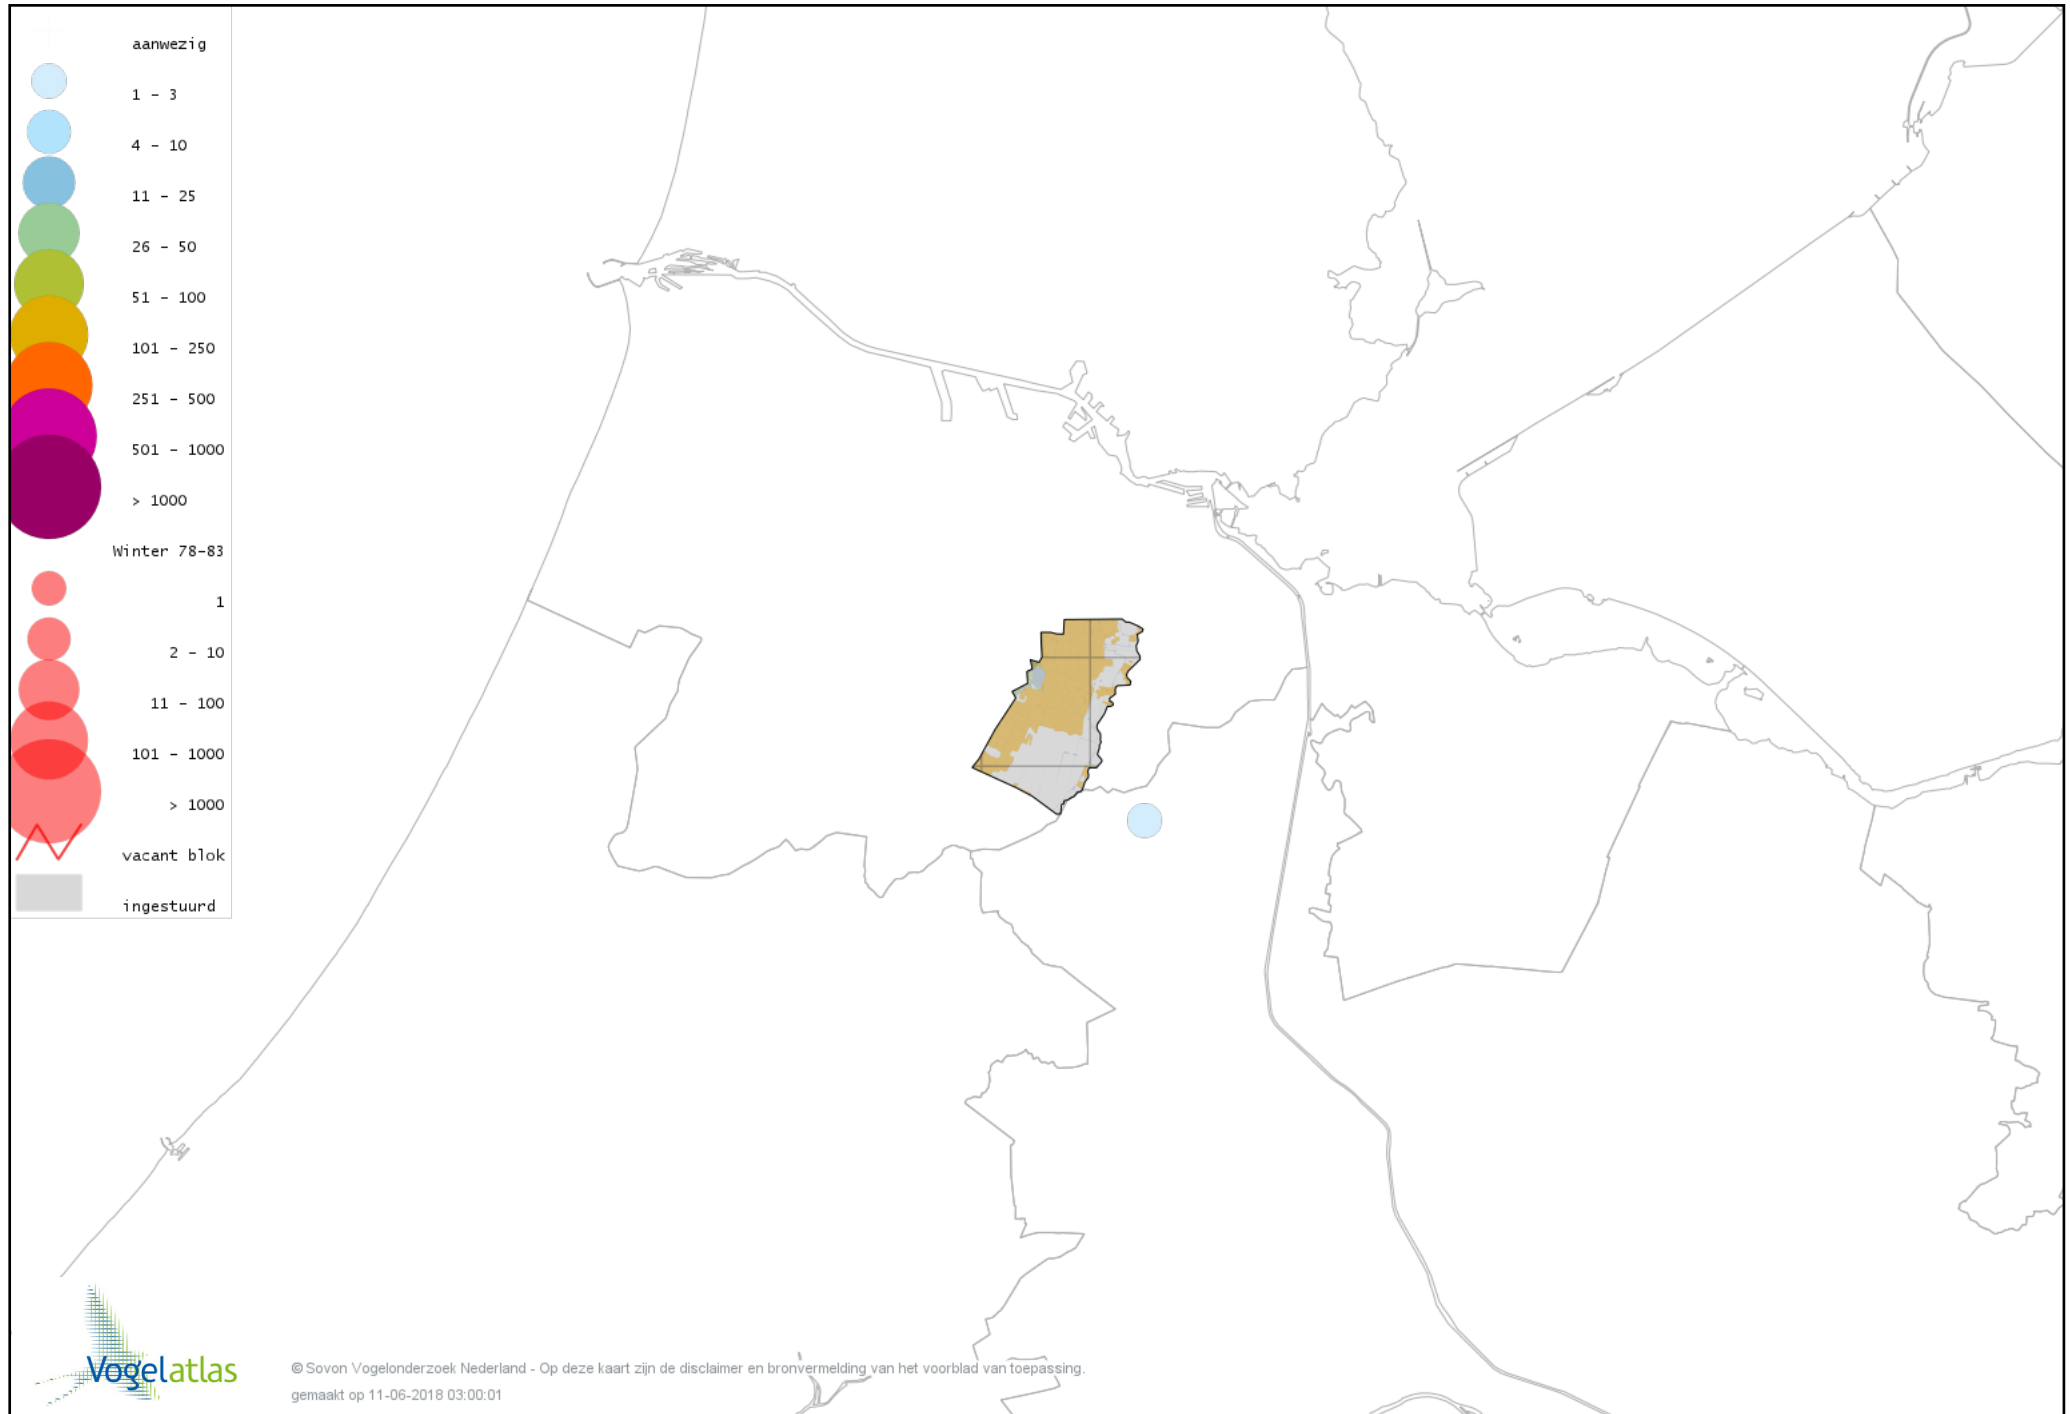 aanwezig
1 - 3
4 - 10
11 - 25
26 - 50
51 - 100
101 - 250
251 - 500
501 - 1000
> 1000
Winter 78-83
1
2 - 10
11 - 100
101 - 1000
> 1000
vacant blok
ingestuurd
Vogelatlas
© Sovon Vogelonderzoek Nederland - Op deze kaart zijn de disclaimer en bronvermelding van het voorblad van toepassing.
gemaakt op 11-06-2018 03:00:01